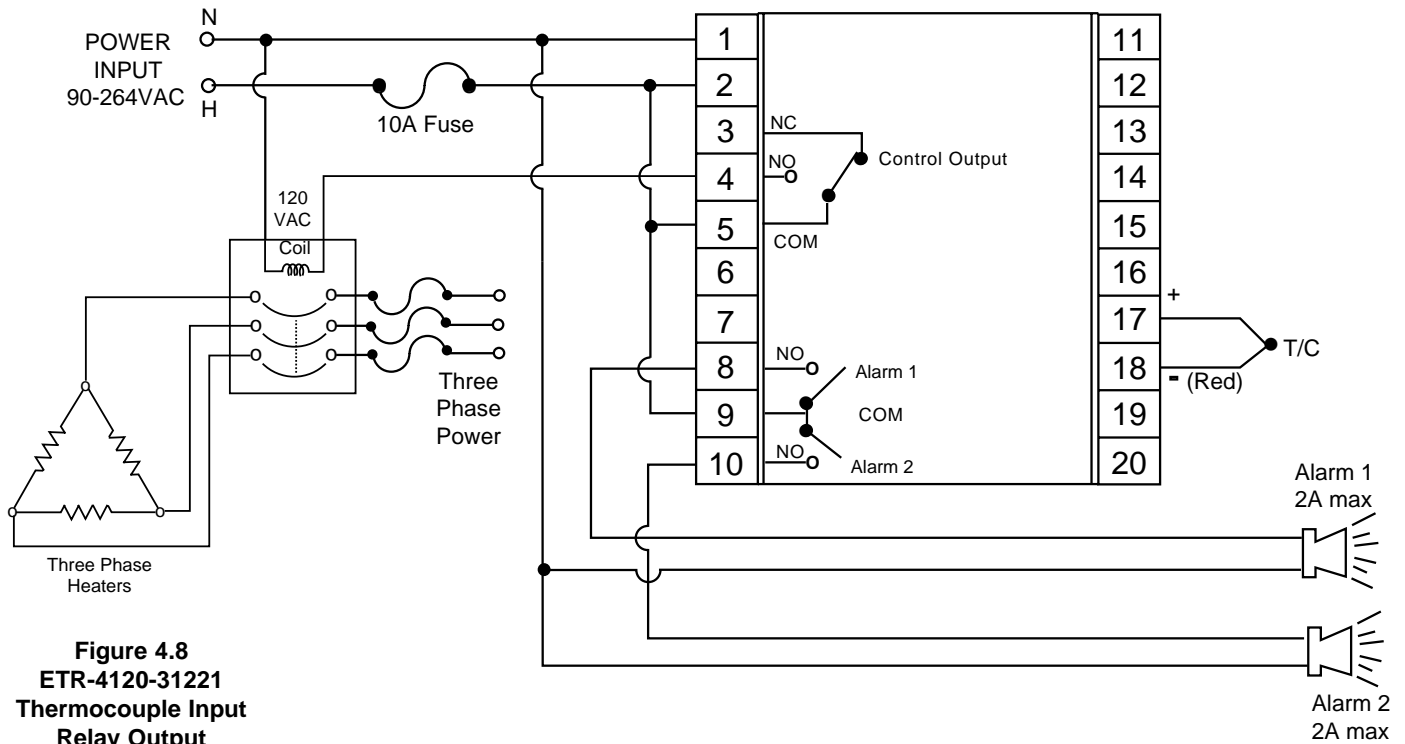 N
POWER
INPUT
90-264VAC
H
10A Fuse
120
VAC
Coil
Three
Phase
Power
Three Phase
Heaters
1
2
3
4
5
6
7
8
9
10
NC
NO
Control Output
COM
NO
Alarm 1
COM
NO
Alarm 2
11
12
13
14
15
16
17
18
19
20
+
T/C
- (Red)
Alarm 1
2A max
Alarm 2
2A max
Figure 4.8
ETR-4120-31221
Thermocouple Input
Relay Output